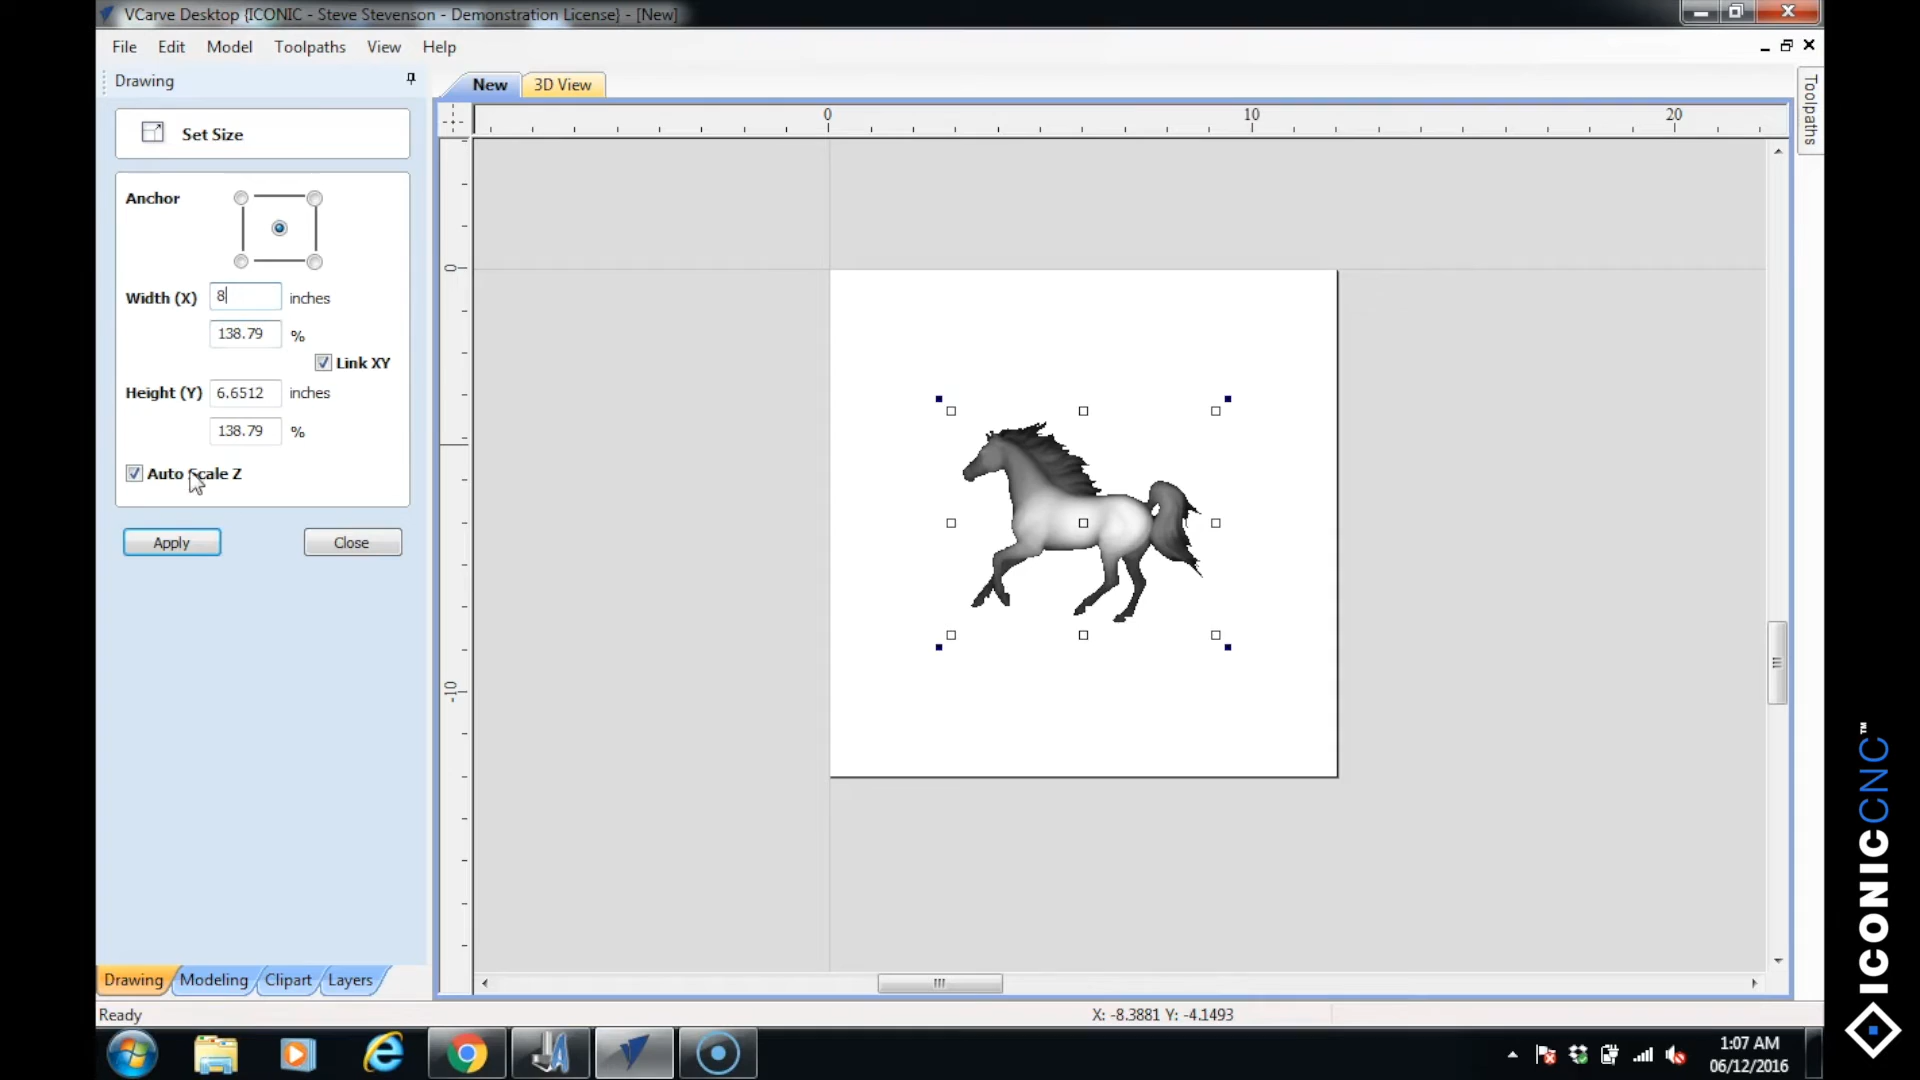 VCarve Desktop {ICONIC - Steve Stevenson - Demonstration License} - [New]
File Edit Model Toolpaths View Help
Drawing
New 3D View
Toolpaths
Set Size
0 10 20
Anchor
Width (X) 8 inches
138.79 %
Link XY
Height (Y) 6.6512 inches
138.79 %
Auto Scale Z
Apply Close
0
-10
Drawing Modeling Clipart Layers
Ready
X: -8.3881 Y: -4.1493
1:07 AM
06/12/2016
ICONICCNC™